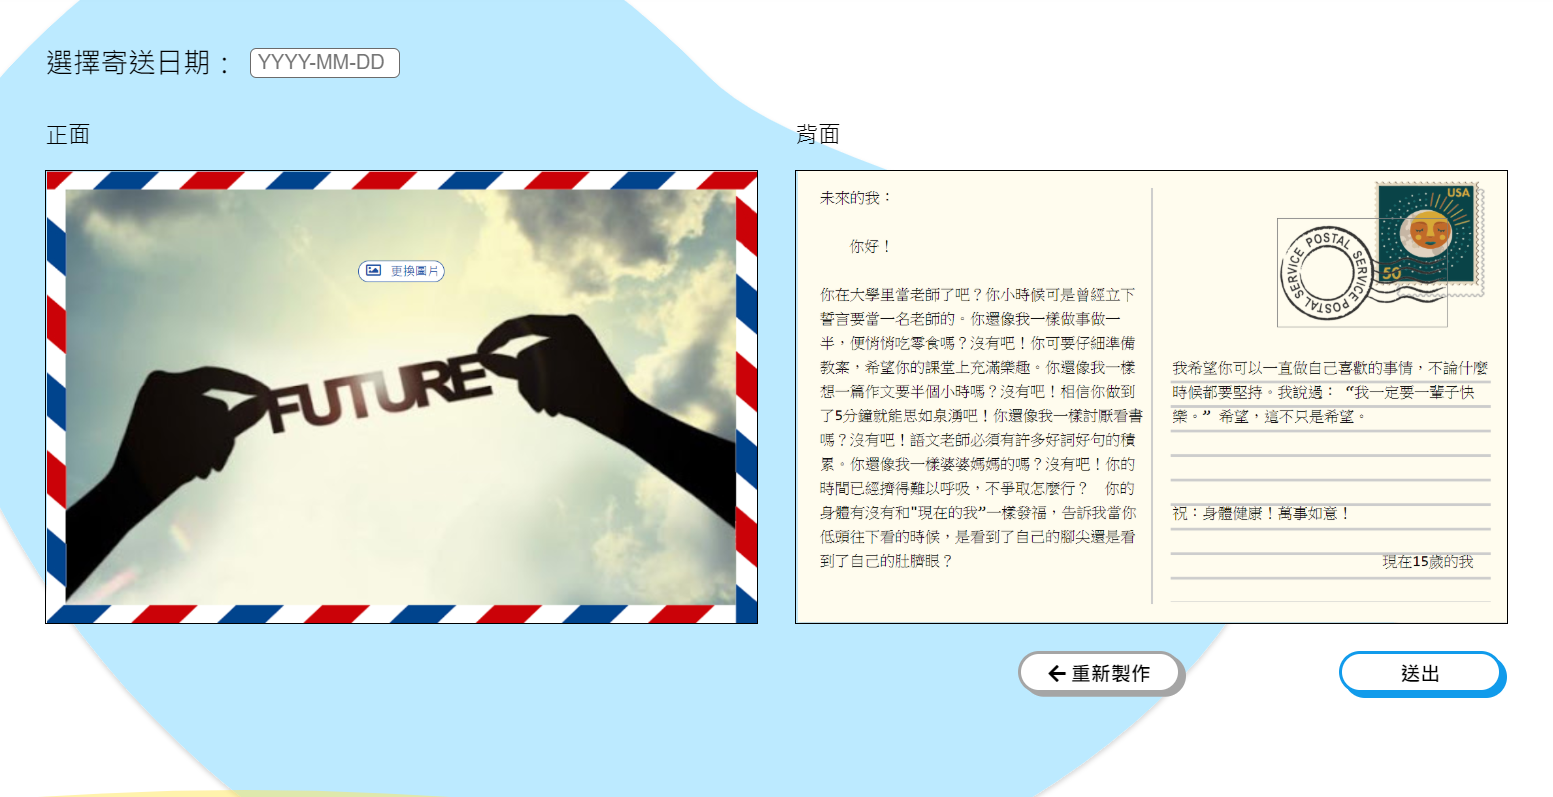 選擇寄送日期： YYYY-MM-DD
正面
背面
更換圖片
FUTURE
未來的我：
你好！
你在大學里當老師了吧？你小時候可是曾經立下
誓言要當一名老師的。你還像我一樣做事做一
半，便悄悄吃零食嗎？沒有吧！你可要仔細準備
教案，希望你的課堂上充滿樂趣。你還像我一樣
想一篇作文要半個小時嗎？沒有吧！相信你做到
了5分鐘就能思如泉湧吧！你還像我一樣討厭看書
嗎？沒有吧！語文老師必須有許多好詞好句的積
累。你還像我一樣婆婆媽媽的嗎？沒有吧！你的
時間已經擠得難以呼吸，不爭取怎麼行？ 你的
身體有沒有和"現在的我”一樣發福，告訴我當你
低頭往下看的時候，是看到了自己的腳尖還是看
到了自己的肚臍眼？
USA
50
POSTAL SERVICE POSTAL SERVICE
我希望你可以一直做自己喜歡的事情，不論什麼
時候都要堅持。我說過： “我一定要一輩子快
樂。” 希望，這不只是希望。
祝：身體健康！萬事如意！
現在15歲的我
重新製作
送出